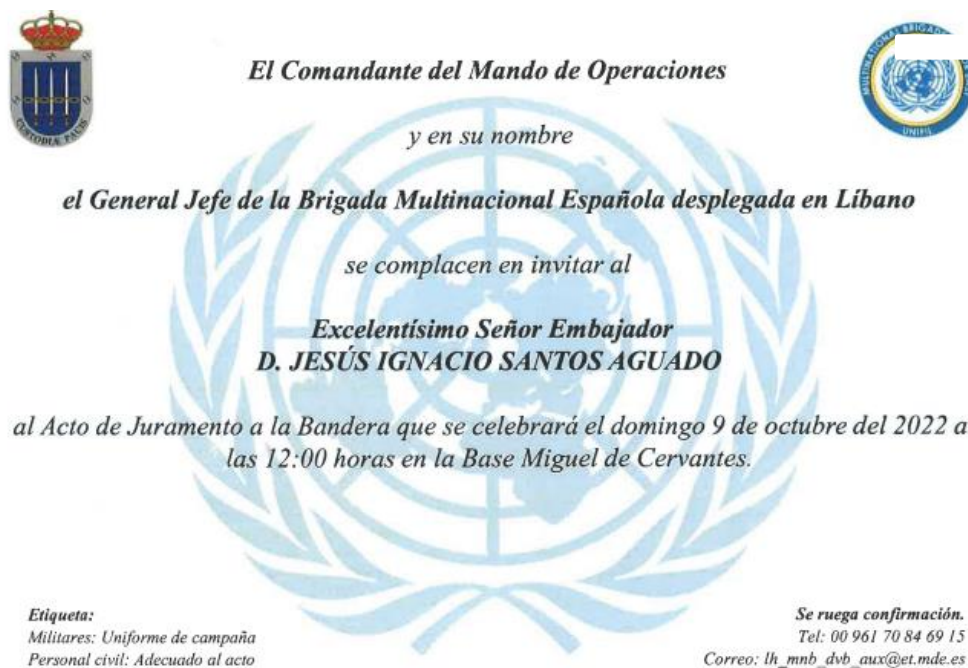 CUSTODIÆ PACIS
MULTINATIONAL BRIGADE
UNIFIL
El Comandante del Mando de Operaciones
y en su nombre
el General Jefe de la Brigada Multinacional Española desplegada en Líbano
se complacen en invitar al
Excelentísimo Señor Embajador
D. JESÚS IGNACIO SANTOS AGUADO
al Acto de Juramento a la Bandera que se celebrará el domingo 9 de octubre del 2022 a
las 12:00 horas en la Base Miguel de Cervantes.
Etiqueta:
Militares: Uniforme de campaña
Personal civil: Adecuado al acto
Se ruega confirmación.
Tel: 00 961 70 84 69 15
Correo: lh_mnb_dvb_aux@et.mde.es